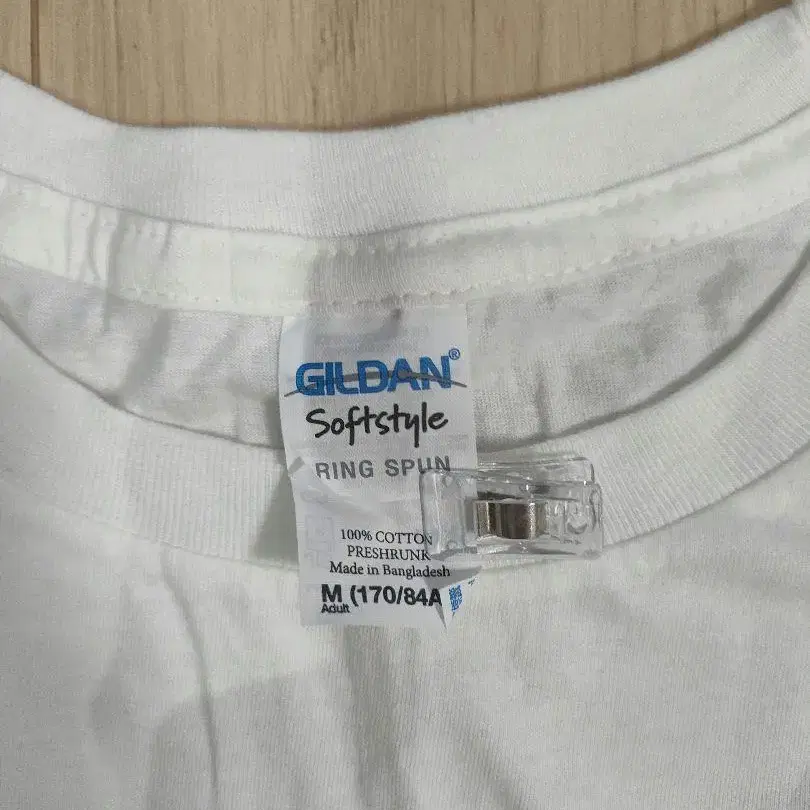 GILDAN®
Softstyle
RING SPUN
100% COTTON
PRESHRUNK
Made in Bangladesh
M (170/84A
Adult